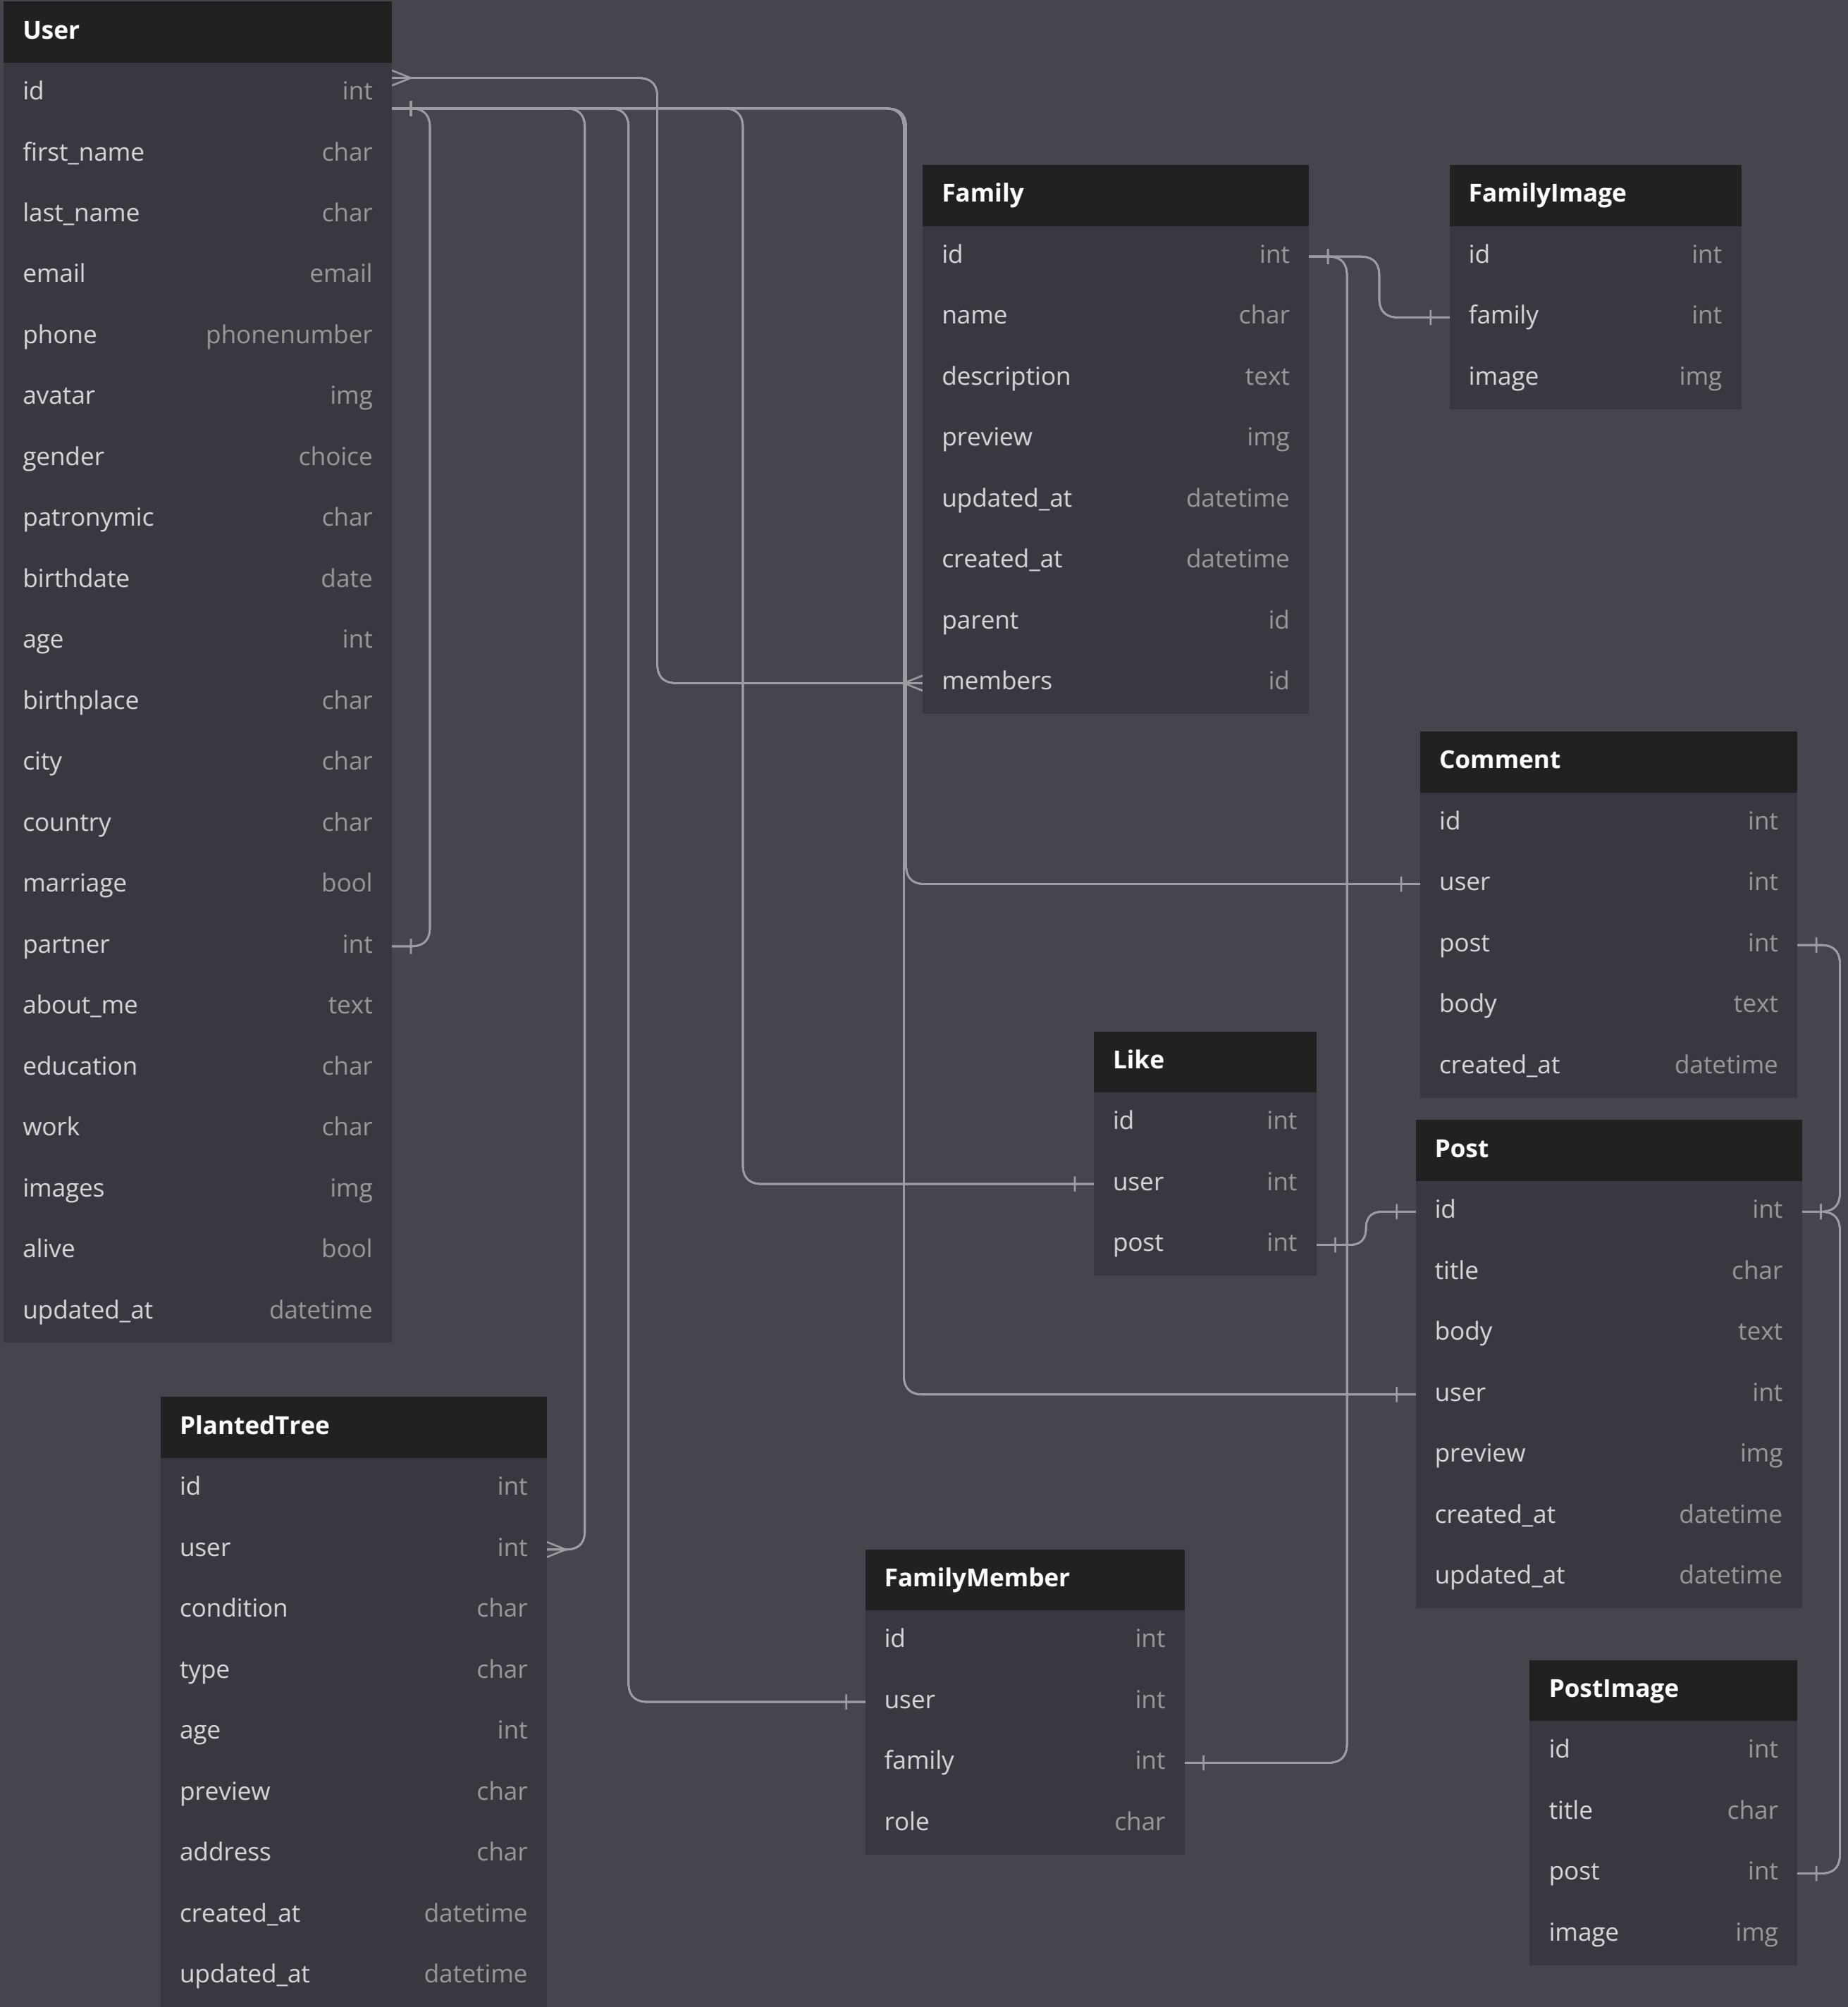 User
id int
first_name char
last_name char
email email
phone phonenumber
avatar img
gender choice
patronymic char
birthdate date
age int
birthplace char
city char
country char
marriage bool
partner int
about_me text
education char
work char
images img
alive bool
updated_at datetime
Family
id int
name char
description text
preview img
updated_at datetime
created_at datetime
parent id
members id
FamilyImage
id int
family int
image img
Comment
id int
user int
post int
body text
created_at datetime
Like
id int
user int
post int
Post
id int
title char
body text
user int
preview img
created_at datetime
updated_at datetime
PlantedTree
id int
user int
condition char
type char
age int
preview char
address char
created_at datetime
updated_at datetime
FamilyMember
id int
user int
family int
role char
PostImage
id int
title char
post int
image img